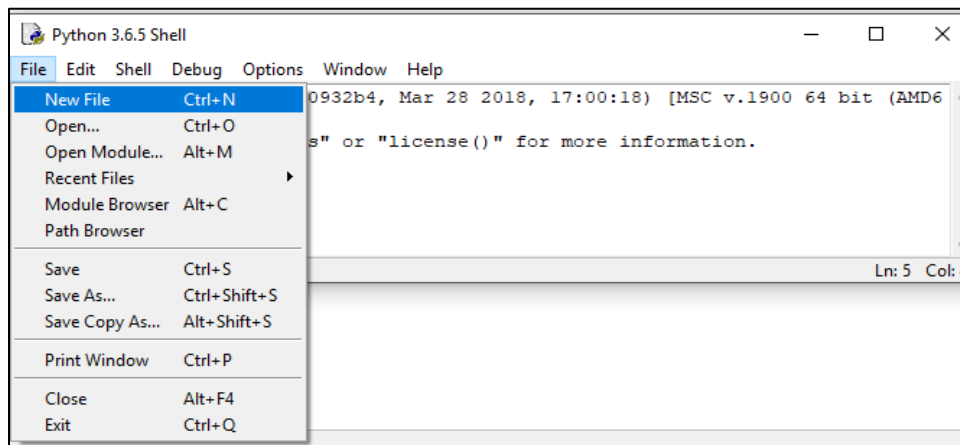 Python 3.6.5 Shell
File Edit Shell Debug Options Window Help
New File Ctrl+N
0932b4, Mar 28 2018, 17:00:18) [MSC v.1900 64 bit (AMD6
Open... Ctrl+O
s" or "license()" for more information.
Open Module... Alt+M
Recent Files
Module Browser Alt+C
Path Browser
Save Ctrl+S
Ln: 5 Col:
Save As... Ctrl+Shift+S
Save Copy As... Alt+Shift+S
Print Window Ctrl+P
Close Alt+F4
Exit Ctrl+Q